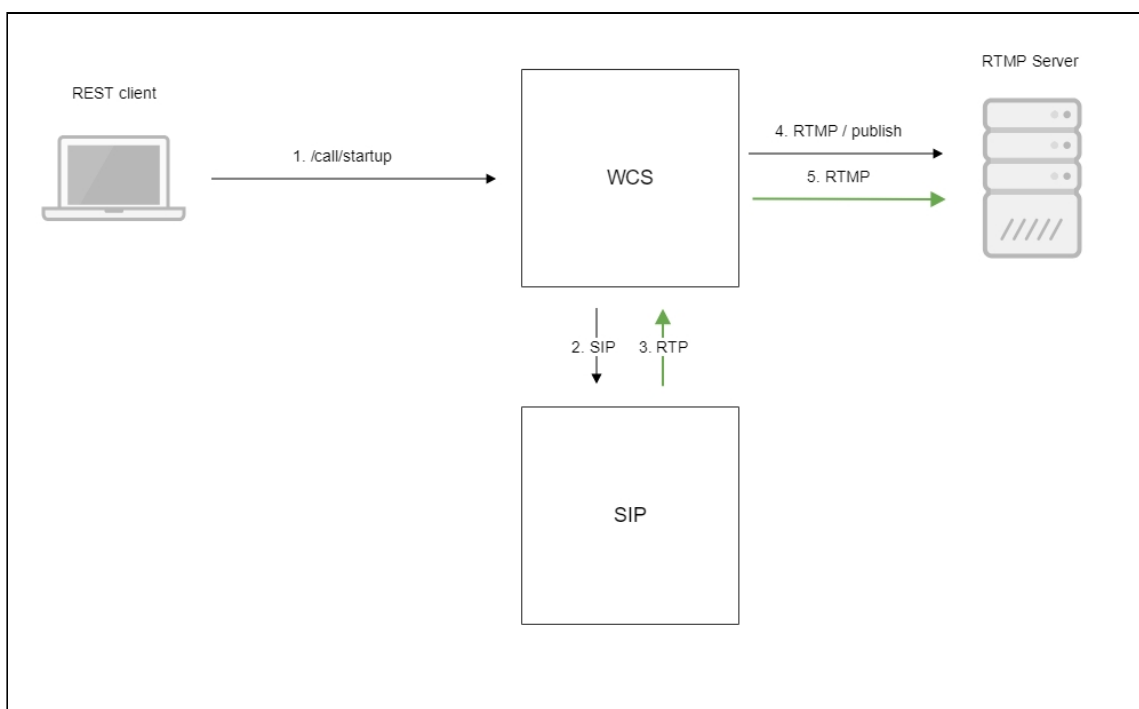 RTMP Server
REST client
4. RTMP / publish
1. /call/startup
WCS
5. RTMP
2. SIP
3. RTP
SIP